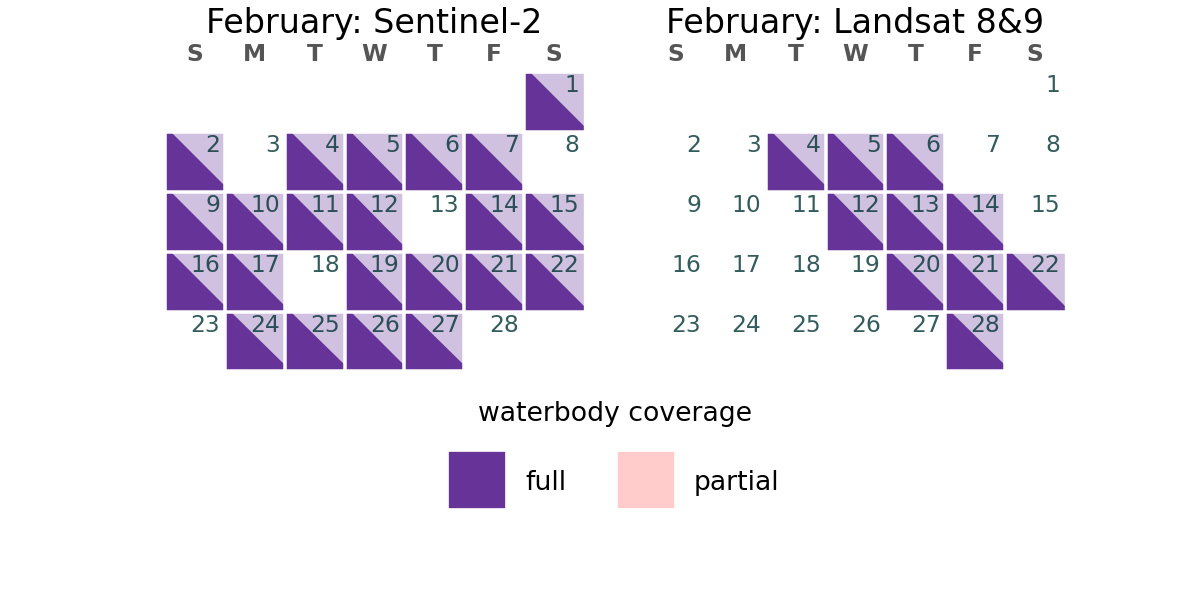 February: Sentinel-2
S M T W T F S
1
2 3 4 5 6 7 8
9 10 11 12 13 14 15
16 17 18 19 20 21 22
23 24 25 26 27 28
February: Landsat 8&9
S M T W T F S
1
2 3 4 5 6 7 8
9 10 11 12 13 14 15
16 17 18 19 20 21 22
23 24 25 26 27 28
waterbody coverage
full partial